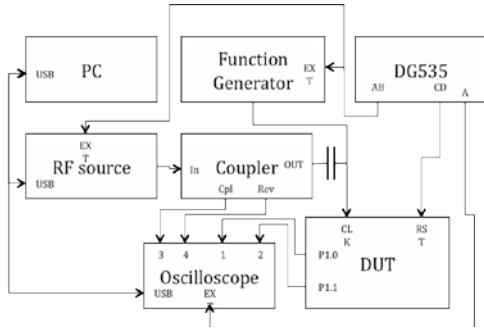 PC
USB
Function
Generator
EX
T
DG535
AB
CD
A
EX
T
RF source
USB
In
Coupler
OUT
Cpl
Rev
3
4
1
2
Oscilloscope
USB
EX
T
CL
K
RS
T
P1.0
DUT
P1.1